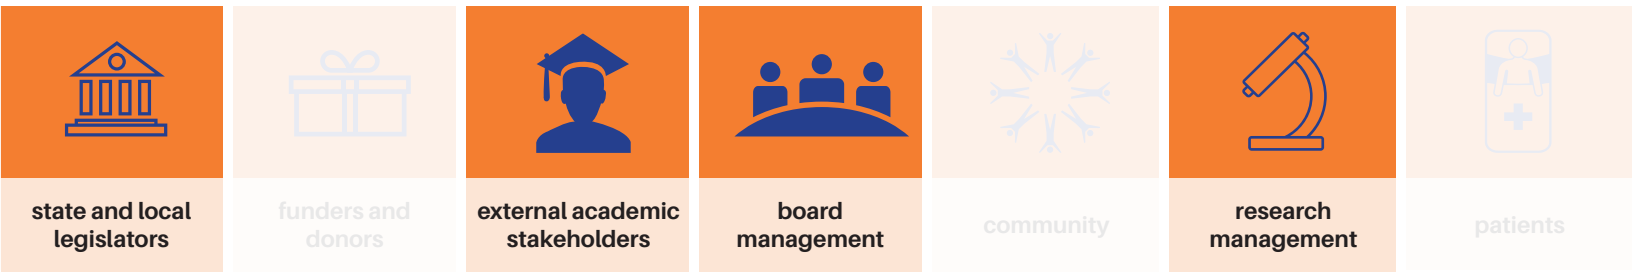 state and local
legislators
funders and
donors
external academic
stakeholders
board
management
community
research
management
patients